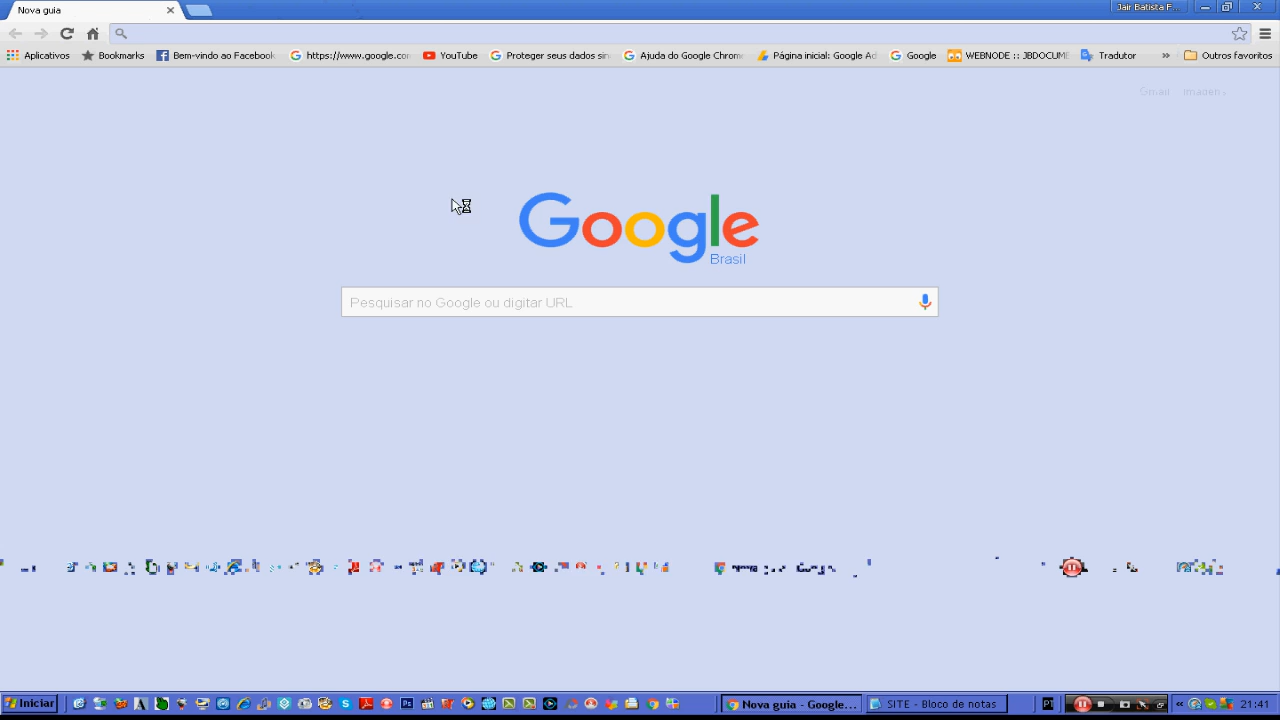 Nova guia
Jair Batista F...
Aplicativos Bookmarks Bem-vindo ao Facebook https://www.google.co YouTube Proteger seus dados sin Ajuda do Google Chrome Página inicial: Google Ad Google WEBNODE :: JBDOCUME Tradutor » Outros favoritos
Gmail Imagens
Google
Brasil
Pesquisar no Google ou digitar URL
Iniciar Nova guia - Google... SITE - Bloco de notas PT « 21:41